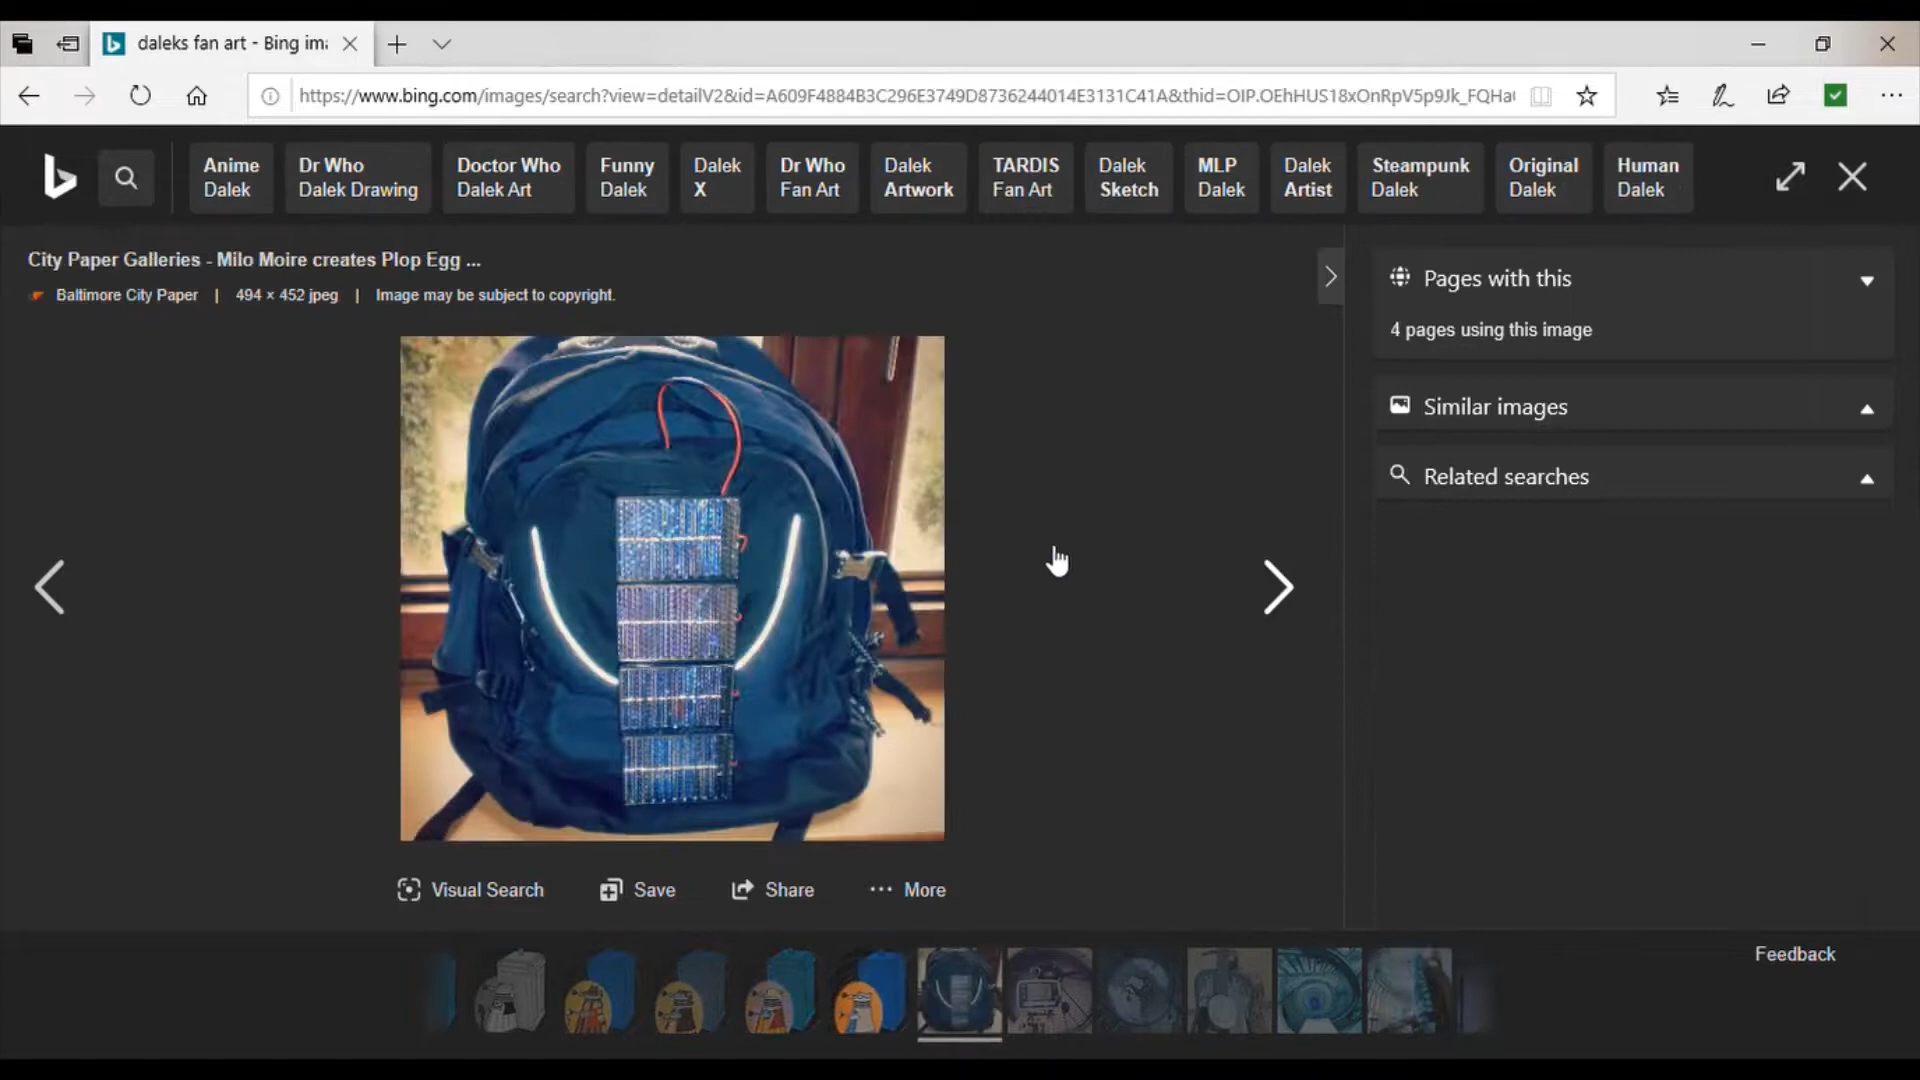 daleks fan art - Bing im
https://www.bing.com/images/search?view=detailV2&id=A609F4884B3C296E3749D8736244014E3131C41A&thid=OIP.OEhHUS18xOnRpV5p9Jk_FQHa
Anime
Dalek
Dr Who
Dalek Drawing
Doctor Who
Dalek Art
Funny
Dalek
Dalek
X
Dr Who
Fan Art
Dalek
Artwork
TARDIS
Fan Art
Dalek
Sketch
MLP
Dalek
Dalek
Artist
Steampunk
Dalek
Original
Dalek
Human
Dalek
City Paper Galleries - Milo Moire creates Plop Egg ...
Baltimore City Paper | 494 × 452 jpeg | Image may be subject to copyright.
Pages with this
4 pages using this image
Similar images
Related searches
Visual Search
Save
Share
More
Feedback